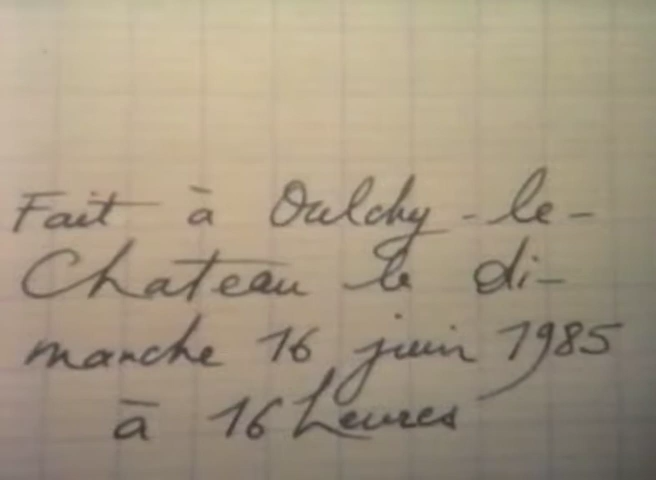 Fait à Oulchy-le-
Chateau le di-
manche 16 juin 1985
à 16 heures